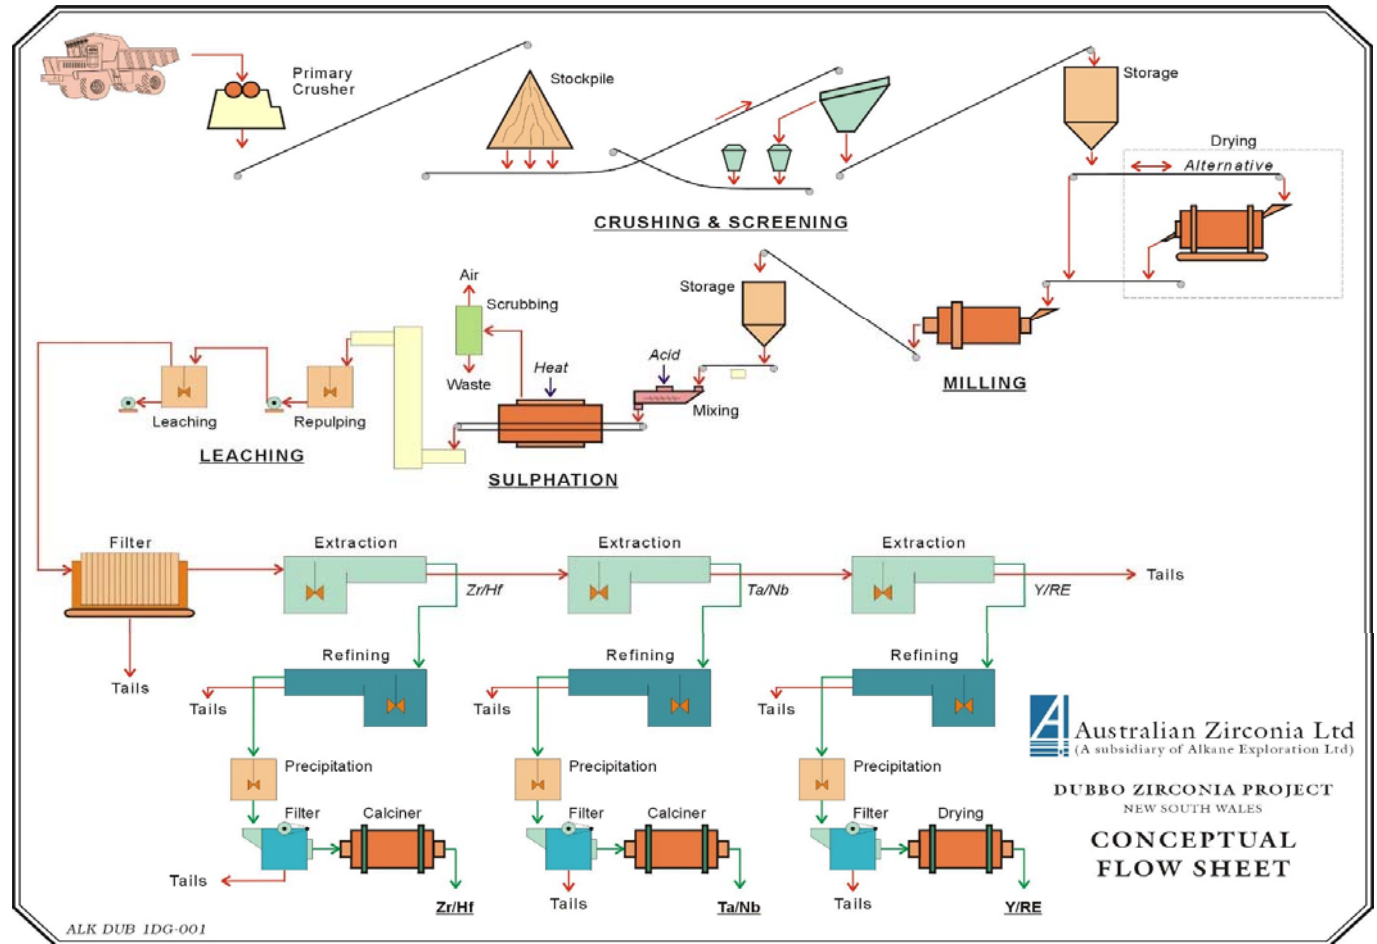 Primary
Crusher
Stockpile
Storage
Drying
Alternative
CRUSHING & SCREENING
Air
Scrubbing
Storage
Heat
Acid
Waste
Mixing
MILLING
Leaching
Repulping
LEACHING
SULPHATION
Filter
Extraction
Extraction
Extraction
Zr/Hf
Ta/Nb
Y/RE
Tails
Tails
Refining
Refining
Refining
Tails
Tails
Tails
Australian Zirconia Ltd
(A subsidiary of Alkane Exploration Ltd)
Precipitation
Precipitation
Precipitation
DUBBO ZIRCONIA PROJECT
NEW SOUTH WALES
CONCEPTUAL
FLOW SHEET
Filter
Calciner
Filter
Calciner
Filter
Drying
Tails
Tails
Tails
Zr/Hf
Ta/Nb
Y/RE
ALK DUB 1DG-001